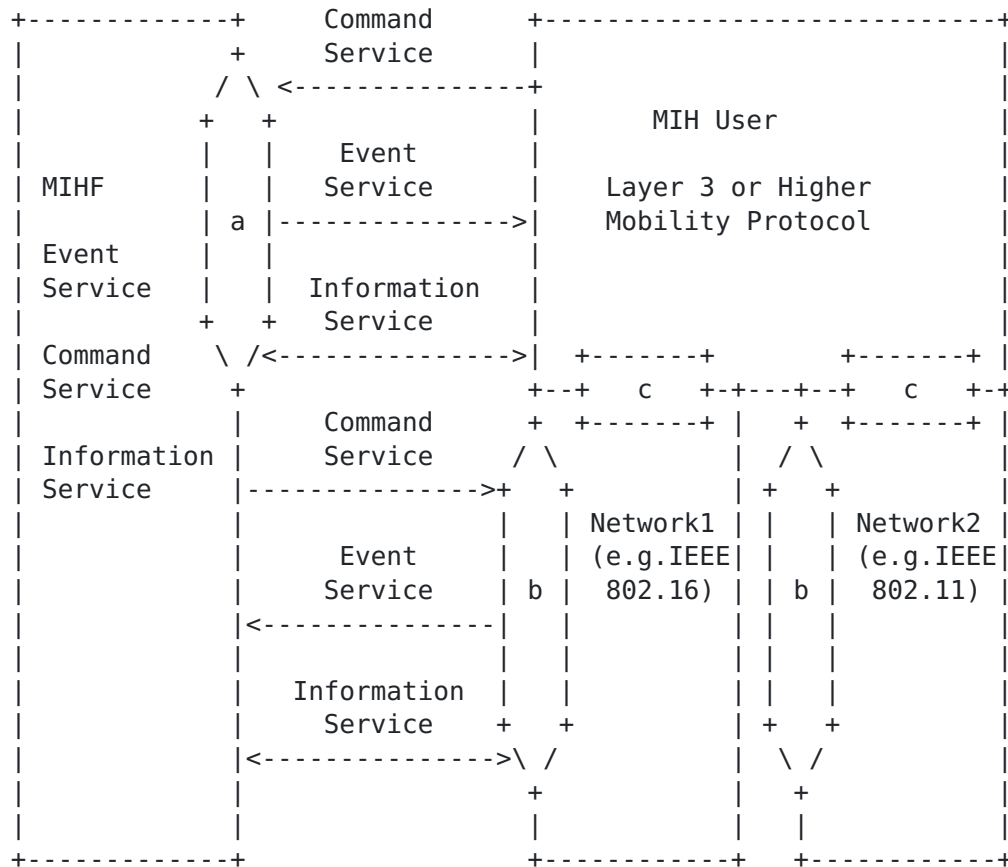 +-------------+     Command      +-----------------------------+
|             +     Service      |                             |
|            / \ <---------------+                             |
|           +   +                |       MIH User              |
|           |   |    Event       |                             |
| MIHF      |   |   Service      |    Layer 3 or Higher        |
|           | a |--------------->|    Mobility Protocol        |
| Event     |   |                |                             |
| Service   |   |  Information   |                             |
|           +   +   Service      |                             |
| Command    \ /<--------------->|  +-------+        +-------+ |
| Service     +                  +--+   c   +-+---+--+   c   +-+
|             |     Command      +  +-------+ |   +  +-------+ |
| Information |     Service     / \           |  / \           |
| Service     |--------------->+   +          | +   +          |
|             |                |   | Network1 | |   | Network2 |
|             |      Event     |   | (e.g.IEEE| |   | (e.g.IEEE|
|             |     Service    | b |  802.16) | | b |  802.11) |
|             |<---------------|   |          | |   |          |
|             |                |   |          | |   |          |
|             |   Information  |   |          | |   |          |
|             |     Service    +   +          | +   +          |
|             |<--------------->\ /           |  \ /           |
|             |                  +            |   +            |
|             |                  |            |   |            |
+-------------+                  +------------+   +------------+